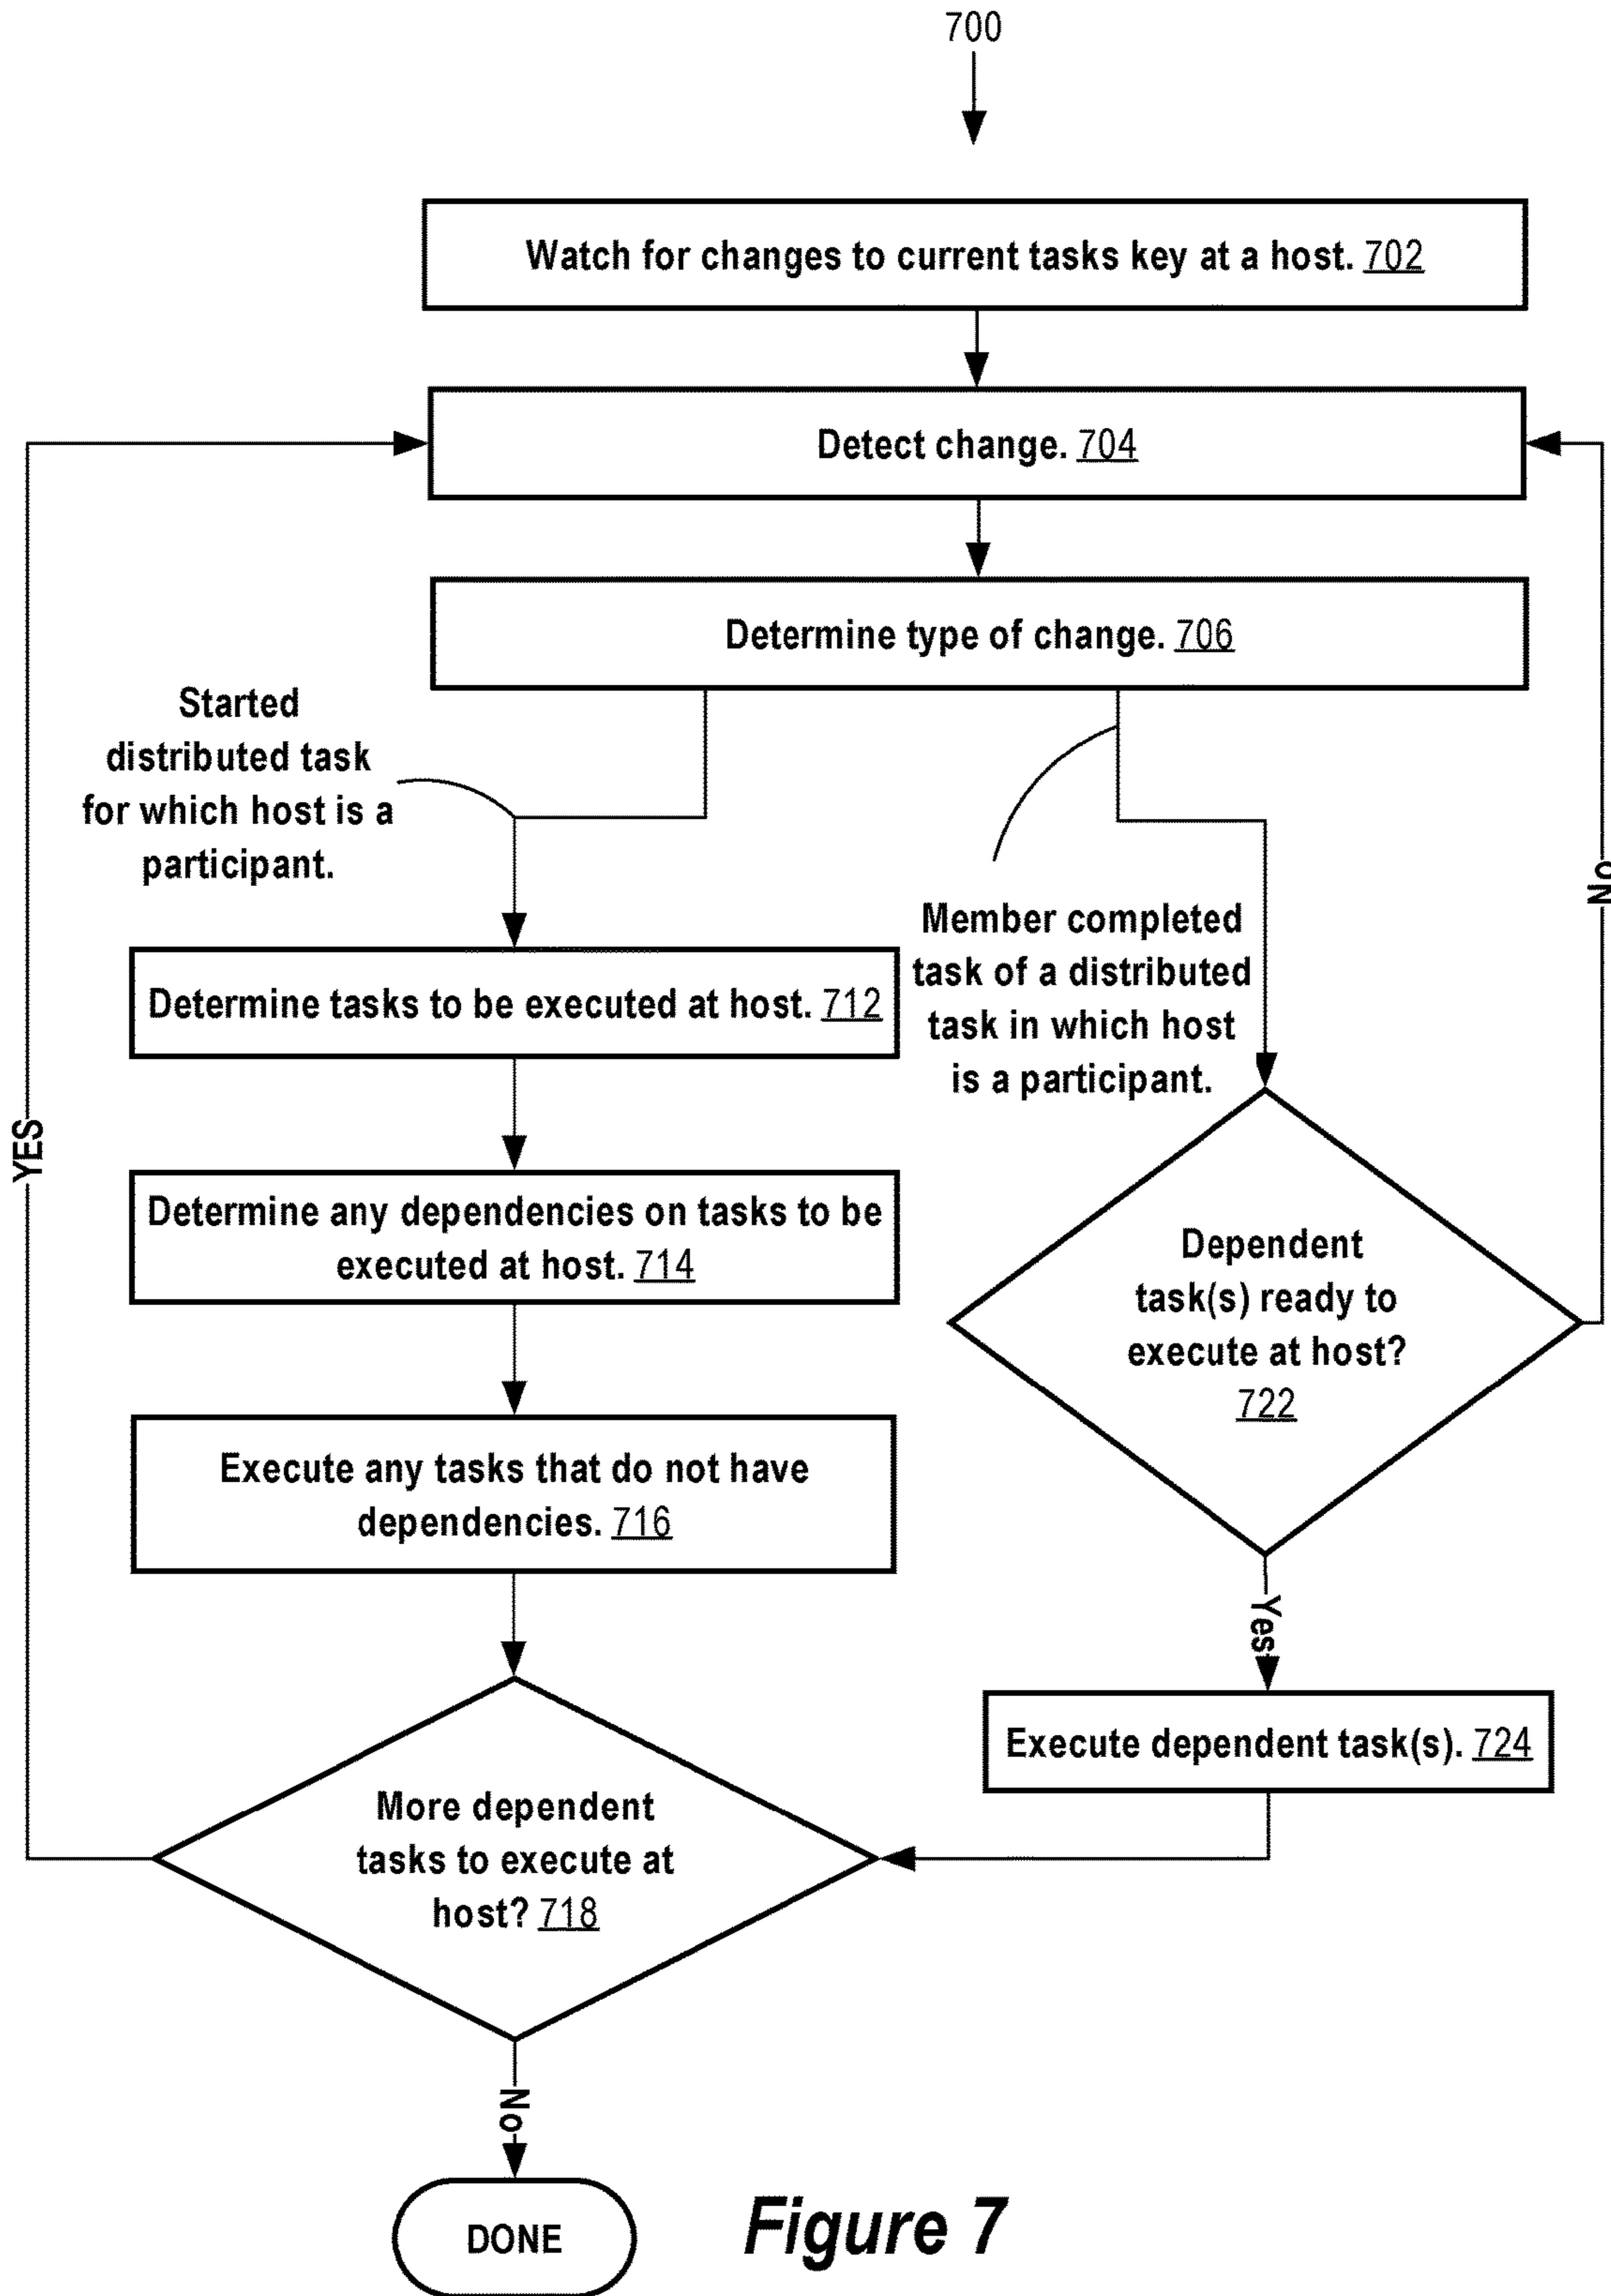 700
Watch for changes to current tasks key at a host. 702
Detect change. 704
Determine type of change. 706
Started
distributed task
for which host is a
participant.
Member completed
task of a distributed
task in which host
is a participant.
No
YES
Determine tasks to be executed at host. 712
Determine any dependencies on tasks to be
executed at host. 714
Dependent
task(s) ready to
execute at host?
722
Execute any tasks that do not have
dependencies. 716
Yes
Execute dependent task(s). 724
More dependent
tasks to execute at
host? 718
No
DONE
Figure 7